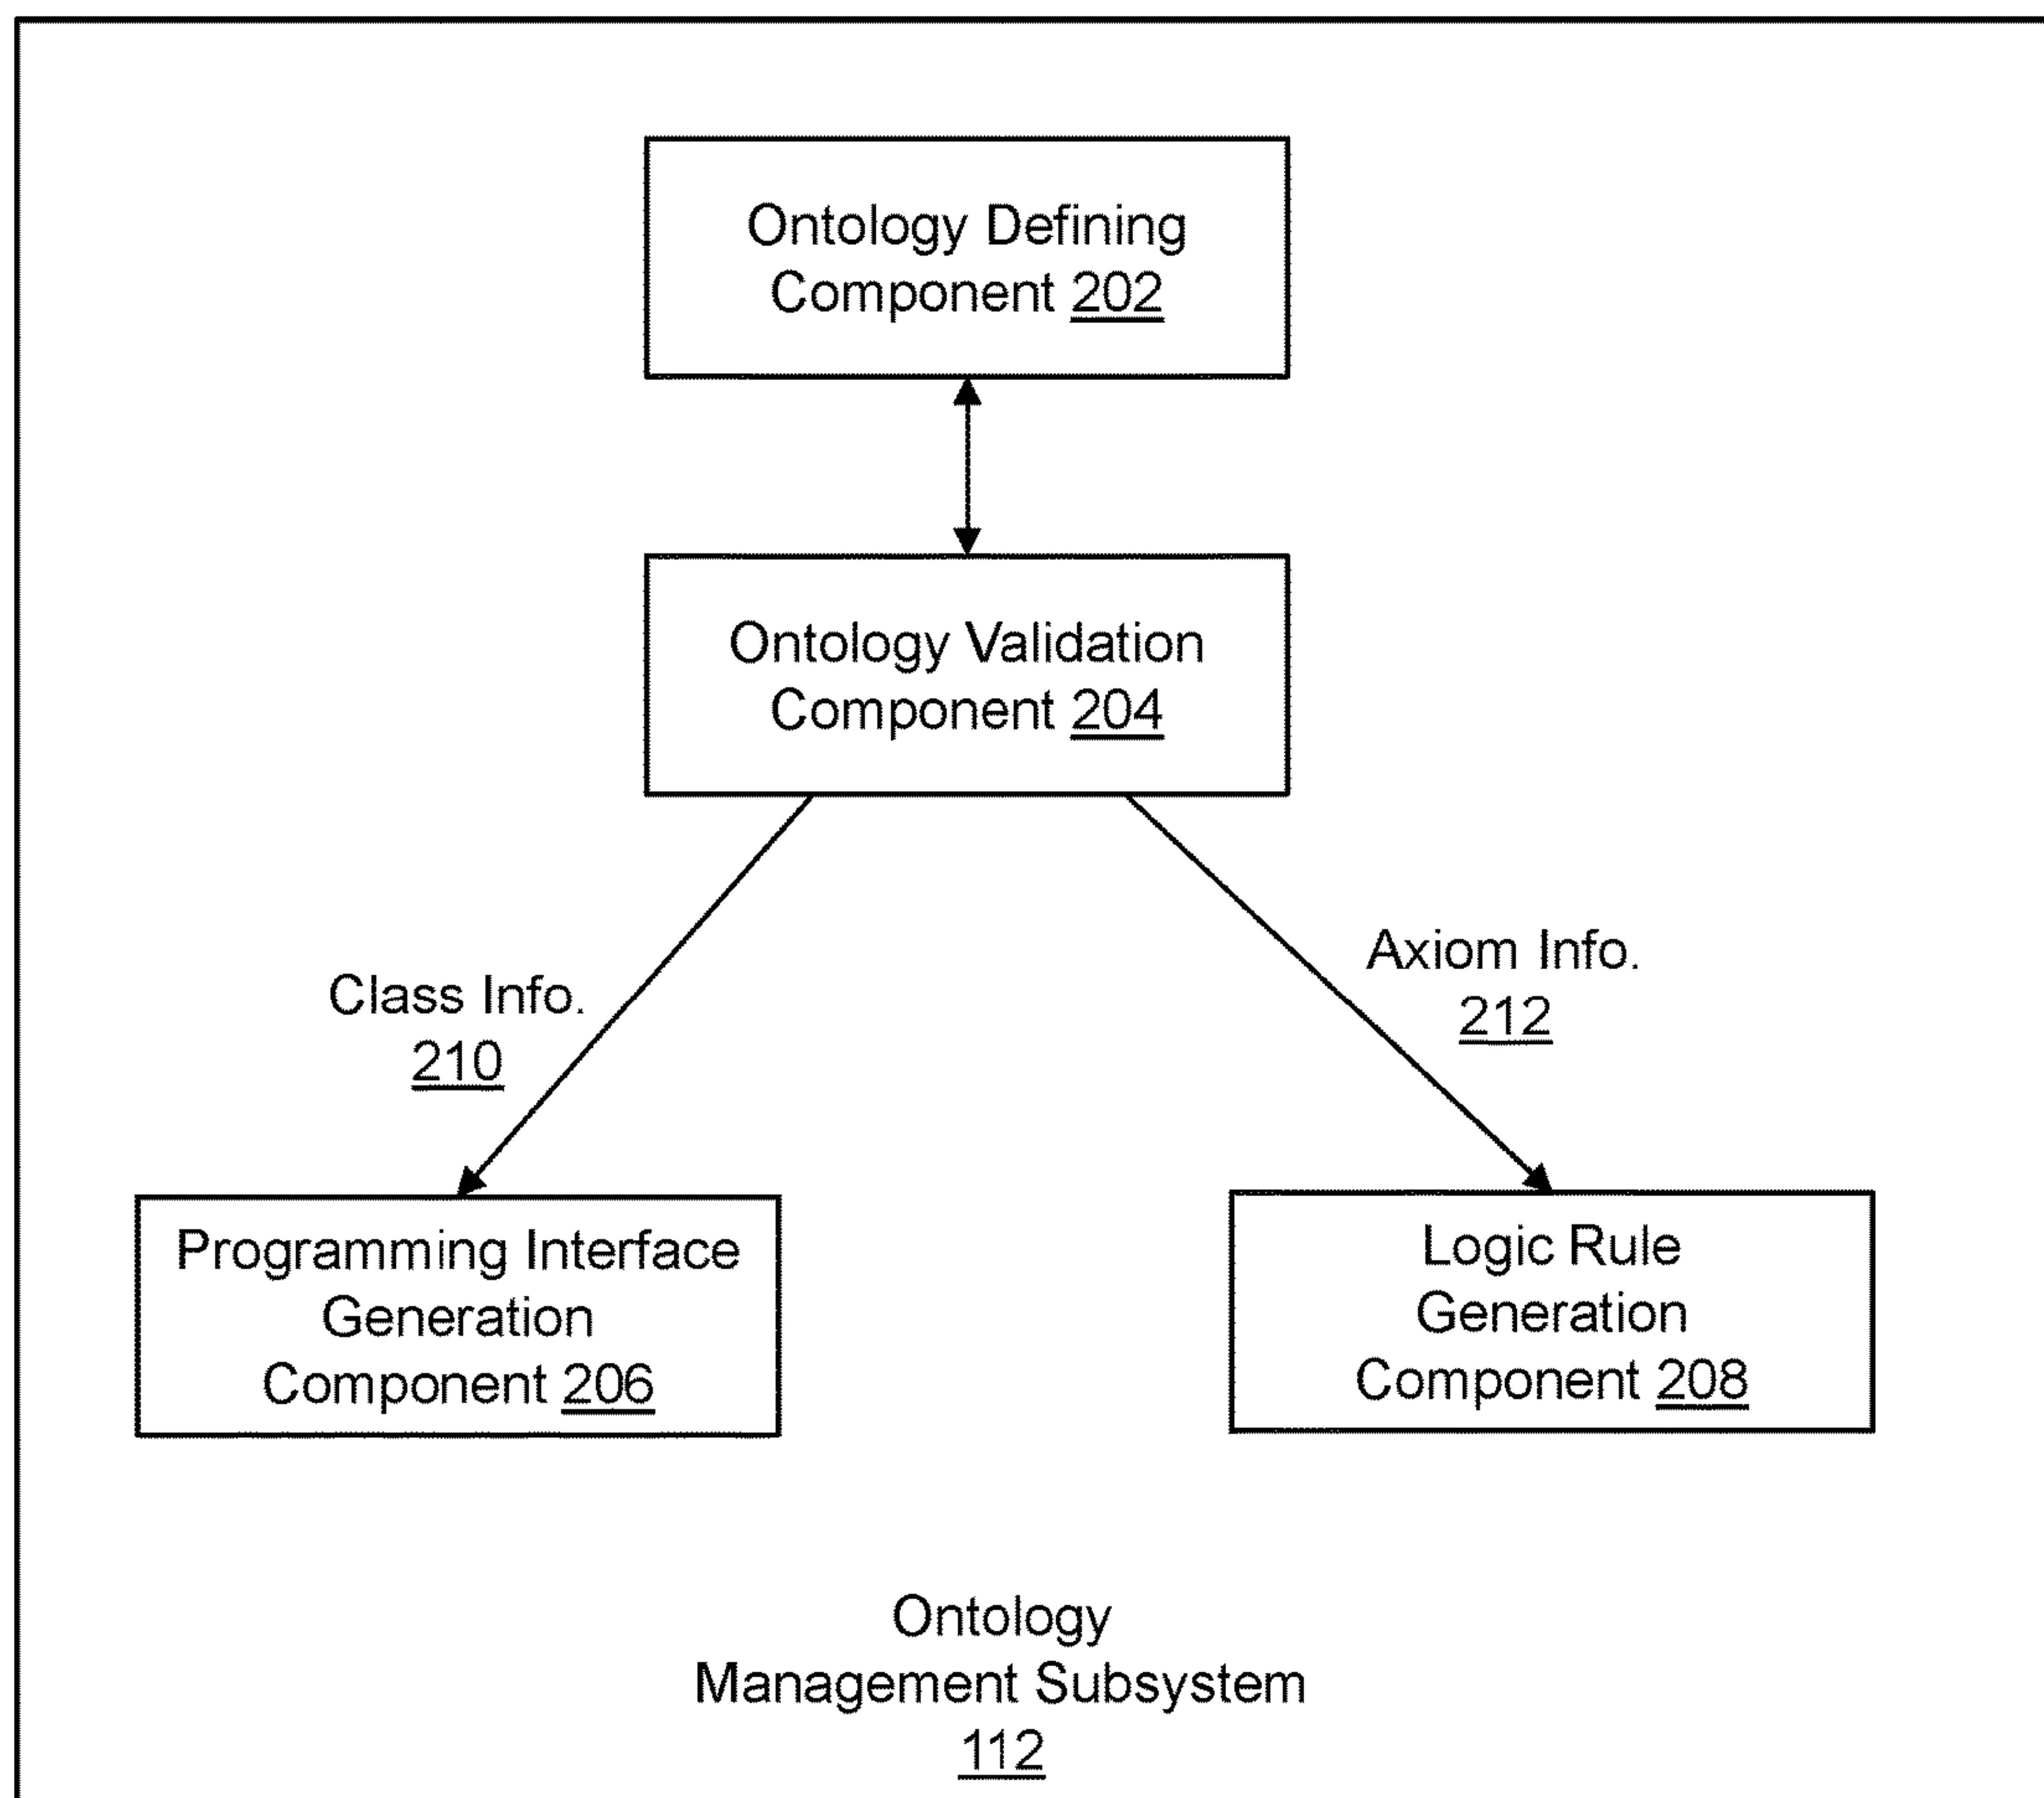 Ontology Defining
Component 202
Ontology Validation
Component 204
Class Info.
210
Axiom Info.
212
Programming Interface
Generation
Component 206
Logic Rule
Generation
Component 208
Ontology
Management Subsystem
112